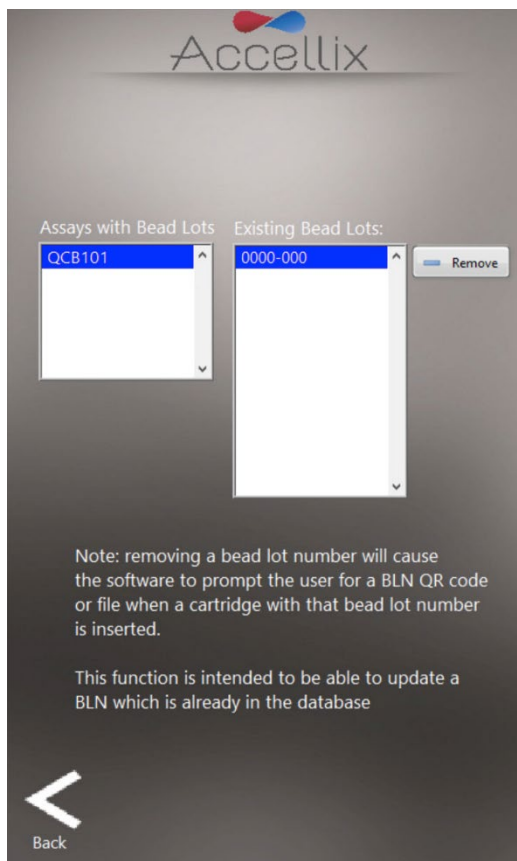 Accellix
Assays with Bead Lots
Existing Bead Lots:
QCB101
0000-000
Remove
Note: removing a bead lot number will cause
the software to prompt the user for a BLN QR code
or file when a cartridge with that bead lot number
is inserted.
This function is intended to be able to update a
BLN which is already in the database
Back